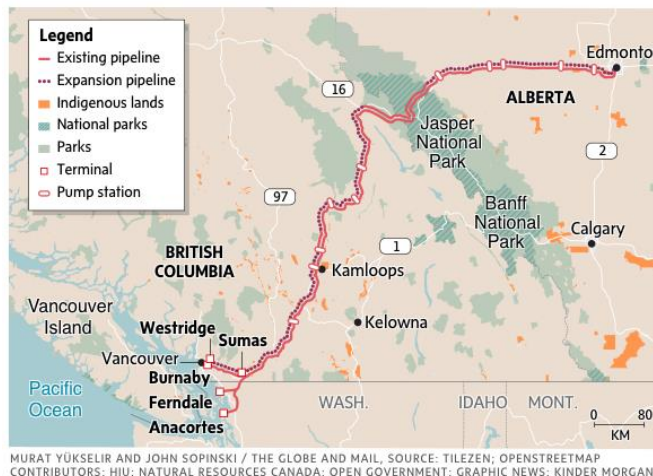 Legend
Existing pipeline
Expansion pipeline
Indigenous lands
National parks
Parks
Terminal
Pump station
Edmonton
16
ALBERTA
Jasper
National
Park
2
97
Banff
National
Park
1
Calgary
BRITISH
COLUMBIA
Kamloops
Vancouver
Island
Westridge
Sumas
Kelowna
Vancouver
Burnaby
Pacific
Ocean
Ferndale
WASH.
IDAHO
MONT.
Anacortes
0
80
KM
MURAT YÜKSELIR AND JOHN SOPINSKI / THE GLOBE AND MAIL, SOURCE: TILEZEN; OPENSTREETMAP
CONTRIBUTORS; HIU; NATURAL RESOURCES CANADA; OPEN GOVERNMENT; GRAPHIC NEWS; KINDER MORGAN